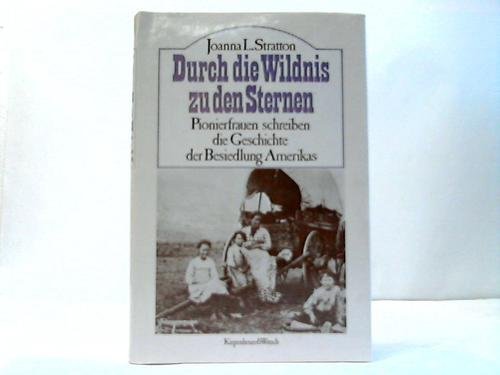 Joanna L. Stratton
Durch die Wildnis
zu den Sternen
Pionierfrauen schreiben
die Geschichte
der Besiedlung Amerikas
Kiepenheuer&Witsch